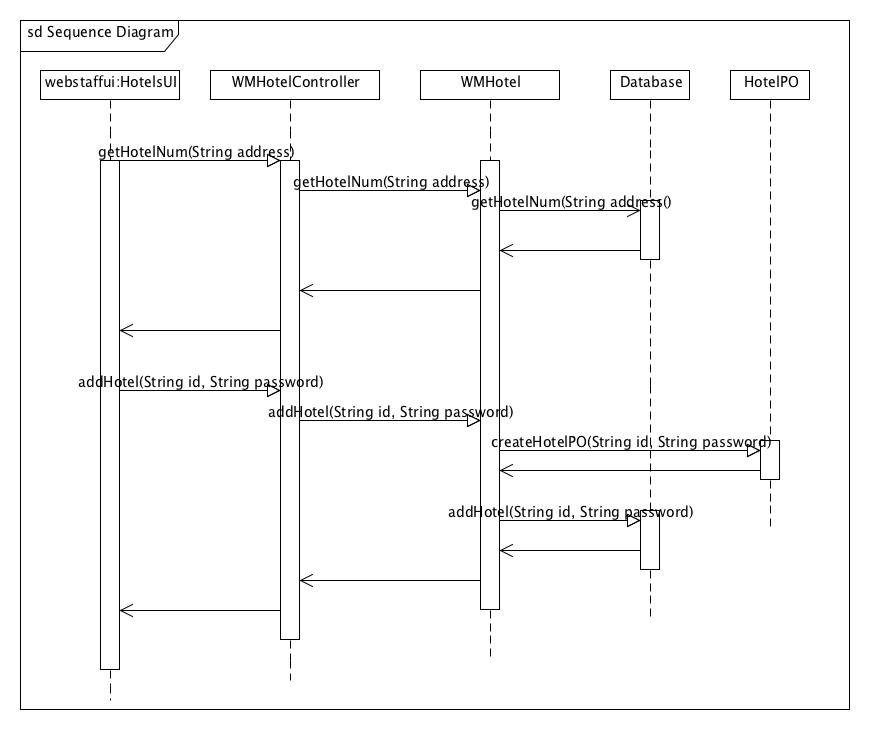 sd Sequence Diagram
webstaffui:HotelsUI
WMHotelController
WMHotel
Database
HotelPO
getHotelNum(String address)
getHotelNum(String address)
getHotelNum(String address()
addHotel(String id, String password)
addHotel(String id, String password)
createHotelPO(String id, String password)
addHotel(String id, String password)